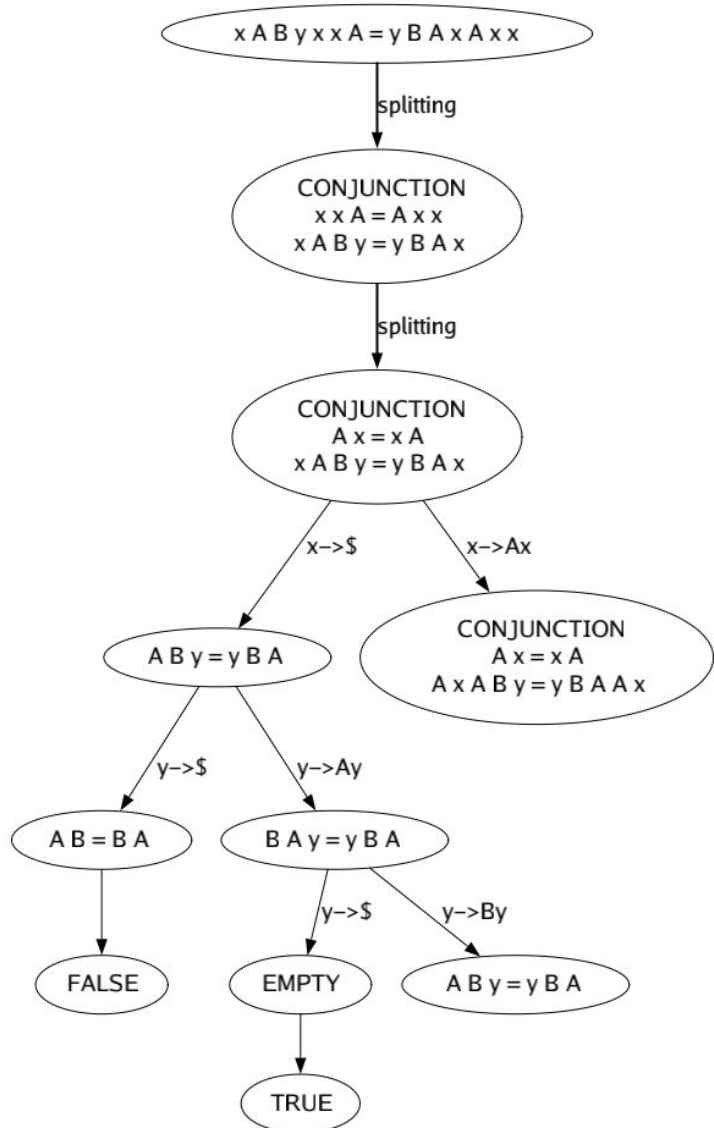 x A B y x x A = y B A x A x x
splitting
CONJUNCTION
x x A = A x x
x A B y = y B A x
splitting
CONJUNCTION
A x = x A
x A B y = y B A x
x−>$
x−>Ax
A B y = y B A
CONJUNCTION
A x = x A
A x A B y = y B A A x
y−>$
y−>Ay
A B = B A
B A y = y B A
y−>$
y−>By
FALSE
EMPTY
A B y = y B A
TRUE